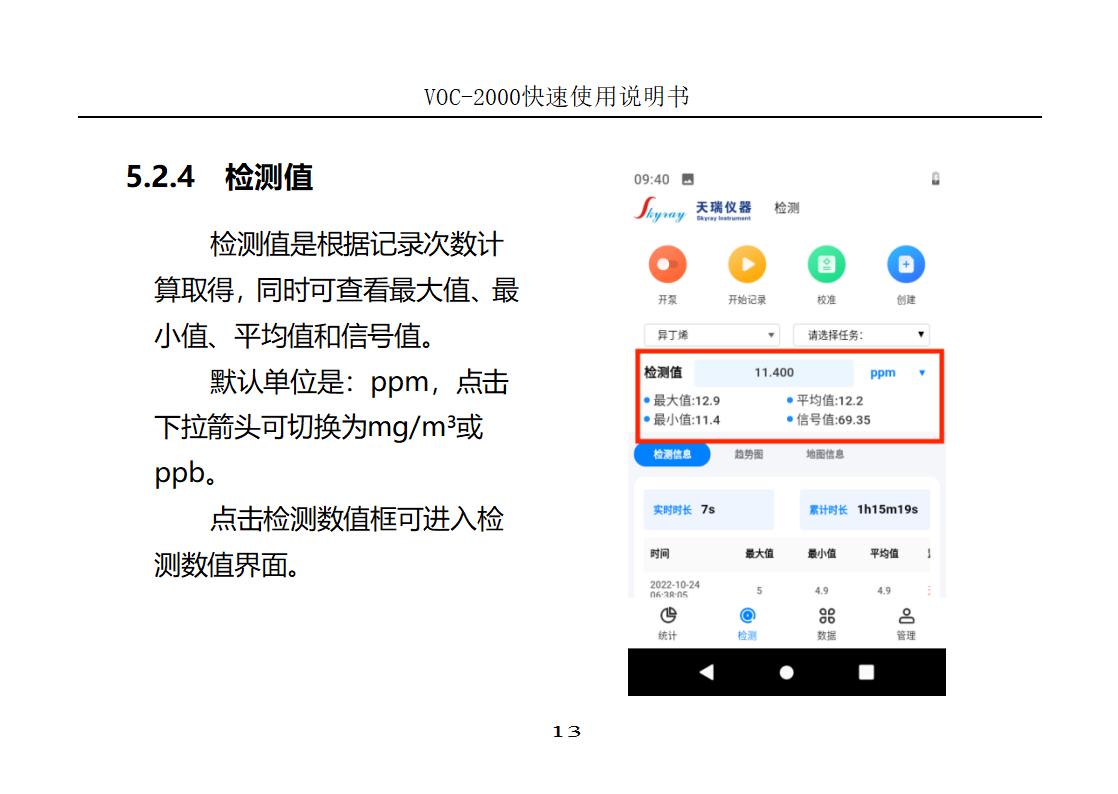 VOC-2000快速使用说明书
5.2.4 检测值
检测值是根据记录次数计
算取得，同时可查看最大值、最
小值、平均值和信号值。
默认单位是：ppm，点击
下拉箭头可切换为mg/m³或
ppb。
点击检测数值框可进入检
测数值界面。
09:40
Skyray 天瑞仪器 检测
Skyray Instrument
开泵 开始记录 校准 创建
异丁烯 请选择任务:
检测值 11.400 ppm
最大值:12.9 平均值:12.2
最小值:11.4 信号值:69.35
检测信息 趋势图 地图信息
实时时长 7s 累计时长 1h15m19s
时间 最大值 最小值 平均值
2022-10-24 5 4.9 4.9
06:38:05
统计 检测 数据 管理
13